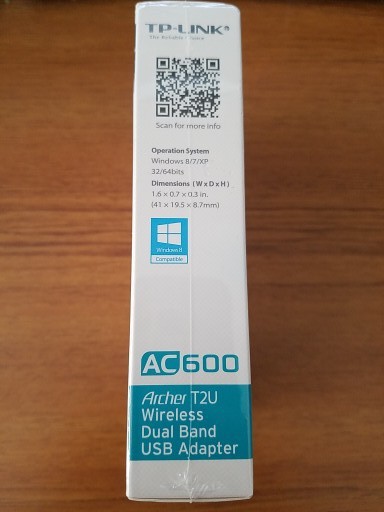 TP-LINK®
The Reliable Choice
Scan for more info
Operation System
Windows 8/7/XP
32/64bits
Dimensions ( W x D x H )
1.6 × 0.7 × 0.3 in.
(41 × 19.5 × 8.7mm)
Windows 8
Compatible
AC600
Archer T2U
Wireless
Dual Band
USB Adapter